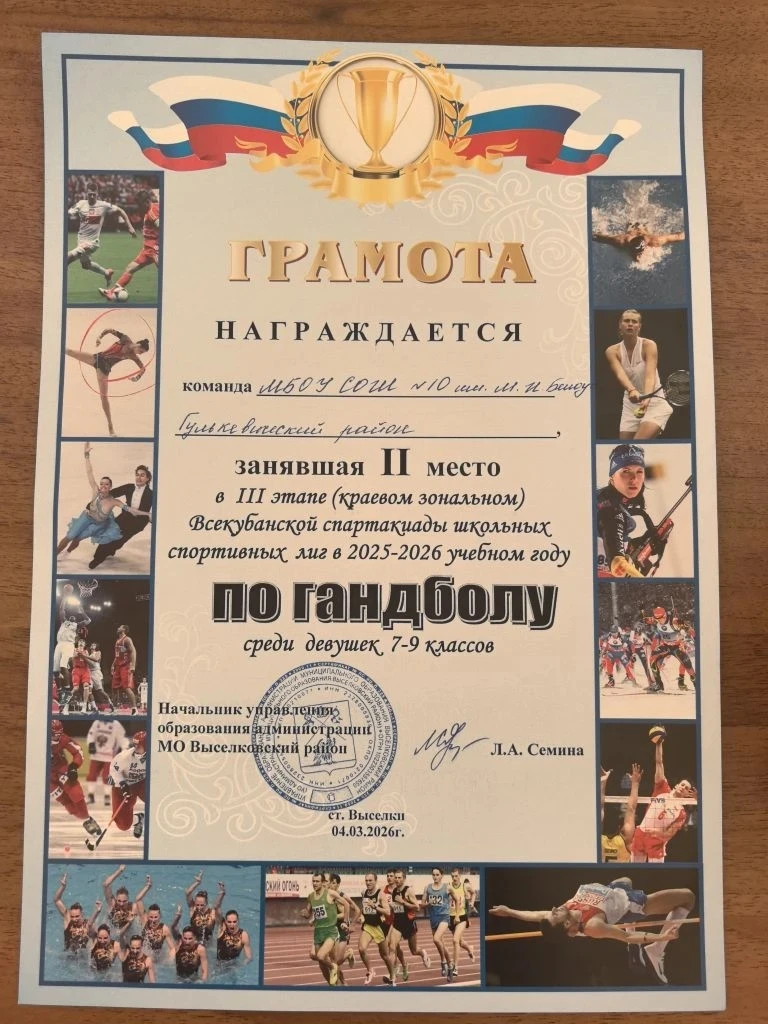 ГРАМОТА
НАГРАЖДАЕТСЯ
команда МБОУ СОШ №10 им. М. И.
Гулькевический район,
занявшая II место
в III этапе (краевом зональном)
Всекубанской спартакиады школьных
спортивных лиг в 2025-2026 учебном году
по гандболу
среди девушек 7-9 классов
Начальник управления
образования администрации
МО Выселковский район
Л.А. Семина
ст. Выселки
04.03.2026г.